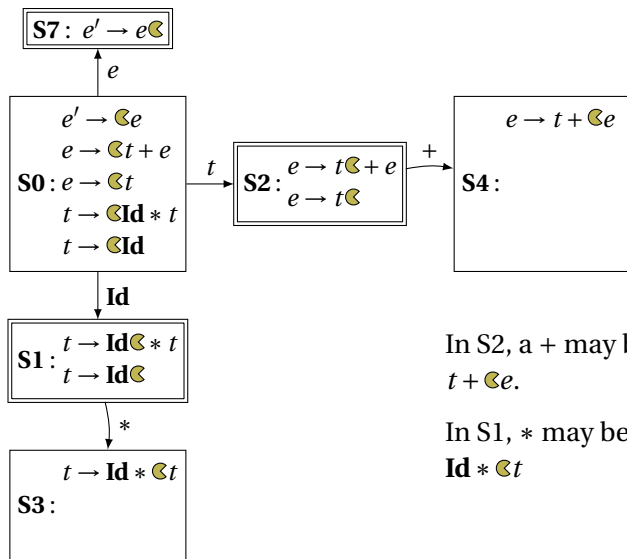 S7: e′ → e
e
e′ → e
e → t + e
S0: e → t
t → Id * t
t → Id
t
S2:
e → t + e
e → t
+
S4:
e → t + e
Id
S1:
t → Id * t
t → Id
*
S3:
t → Id * t
In S2, a + may
t + e.
In S1, * may be
Id * t